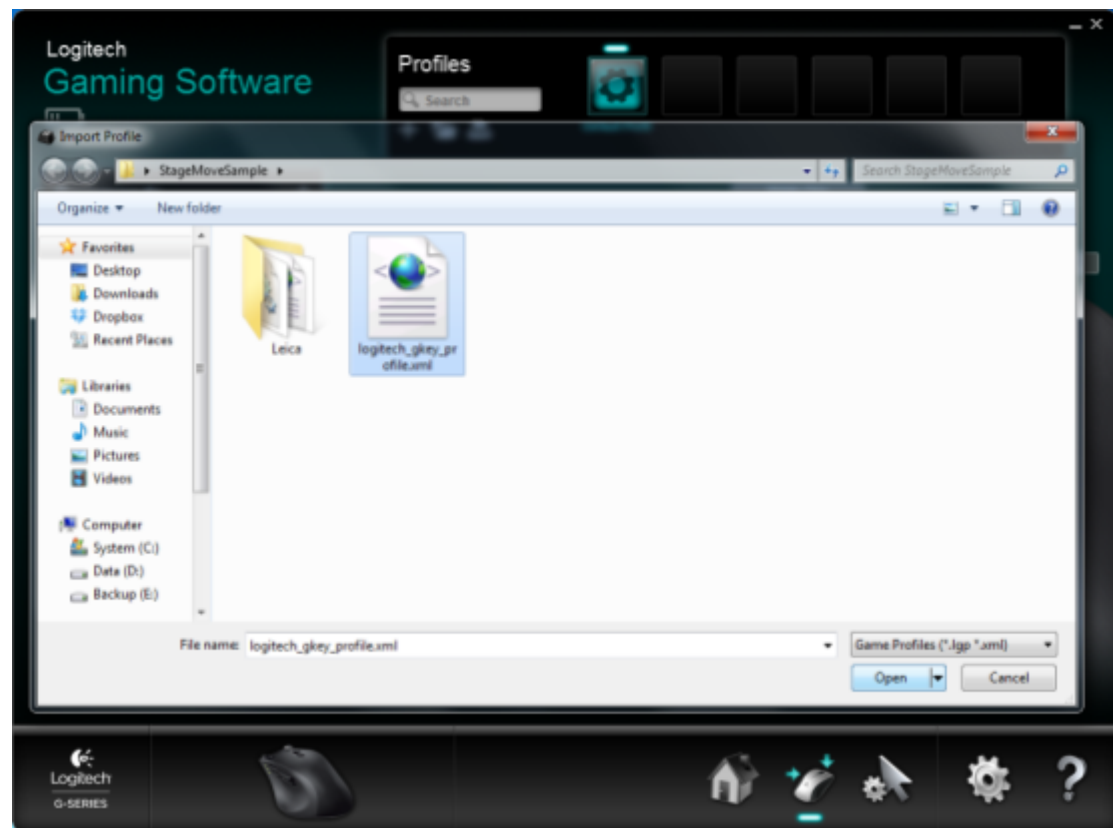 Logitech
Gaming Software
Profiles
Search
Import Profile
StageMoveSample
Search StageMoveSample
Organize
New folder
Favorites
Desktop
Downloads
Dropbox
Recent Places
Libraries
Documents
Music
Pictures
Videos
Computer
System (C:)
Data (D:)
Backup (E:)
Leica
logitech_gkey_pr
ofile.xml
File name: logitech_gkey_profile.xml
Game Profiles (*.lgp *.xml)
Open
Cancel
Logitech
G-SERIES